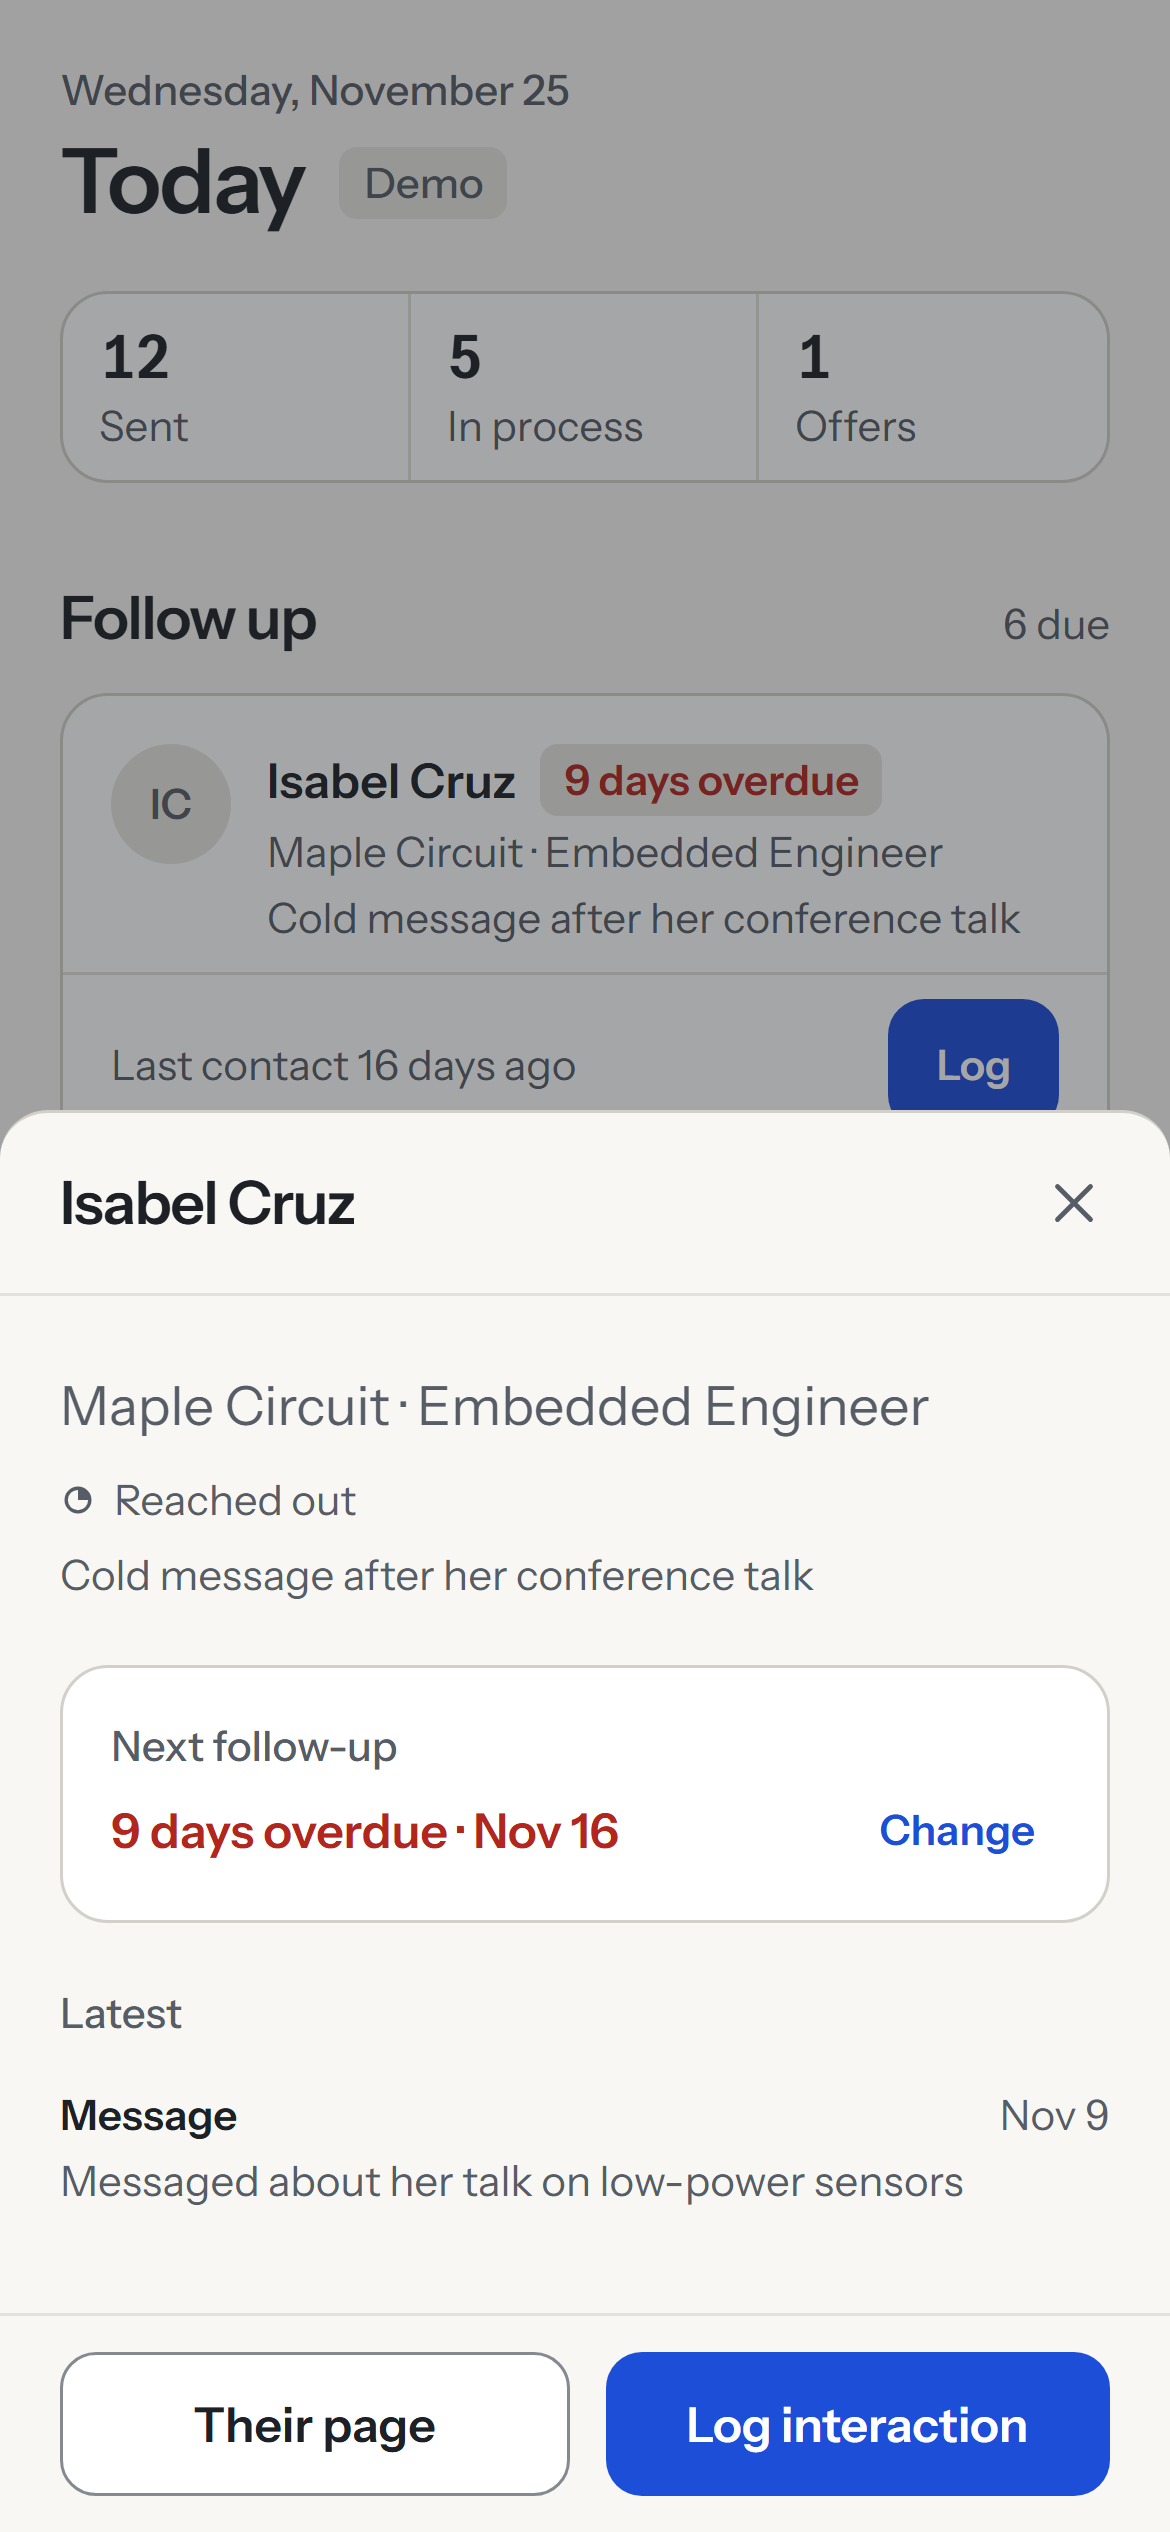 Wednesday, November 25
Today
Demo
12
Sent
5
In process
1
Offers
Follow up
6 due
IC
Isabel Cruz
9 days overdue
Maple Circuit · Embedded Engineer
Cold message after her conference talk
Last contact 16 days ago
Log
Isabel Cruz
Maple Circuit · Embedded Engineer
Reached out
Cold message after her conference talk
Next follow-up
9 days overdue · Nov 16
Change
Latest
Message
Nov 9
Messaged about her talk on low-power sensors
Their page
Log interaction